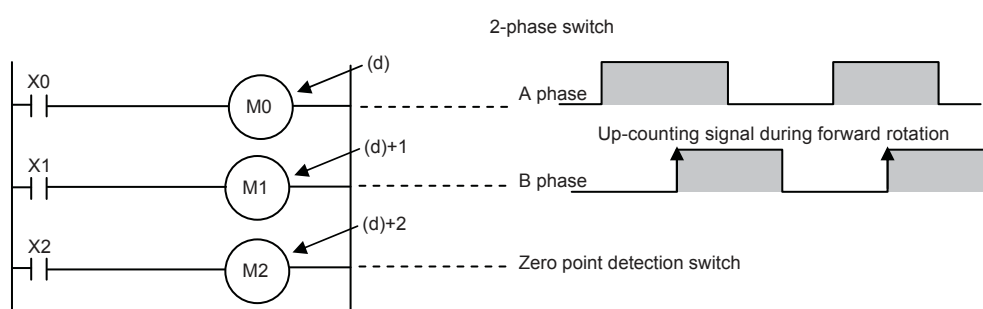 2-phase switch
X0
M0
(d)
A phase
Up-counting signal during forward rotation
X1
M1
(d)+1
B phase
X2
M2
(d)+2
Zero point detection switch